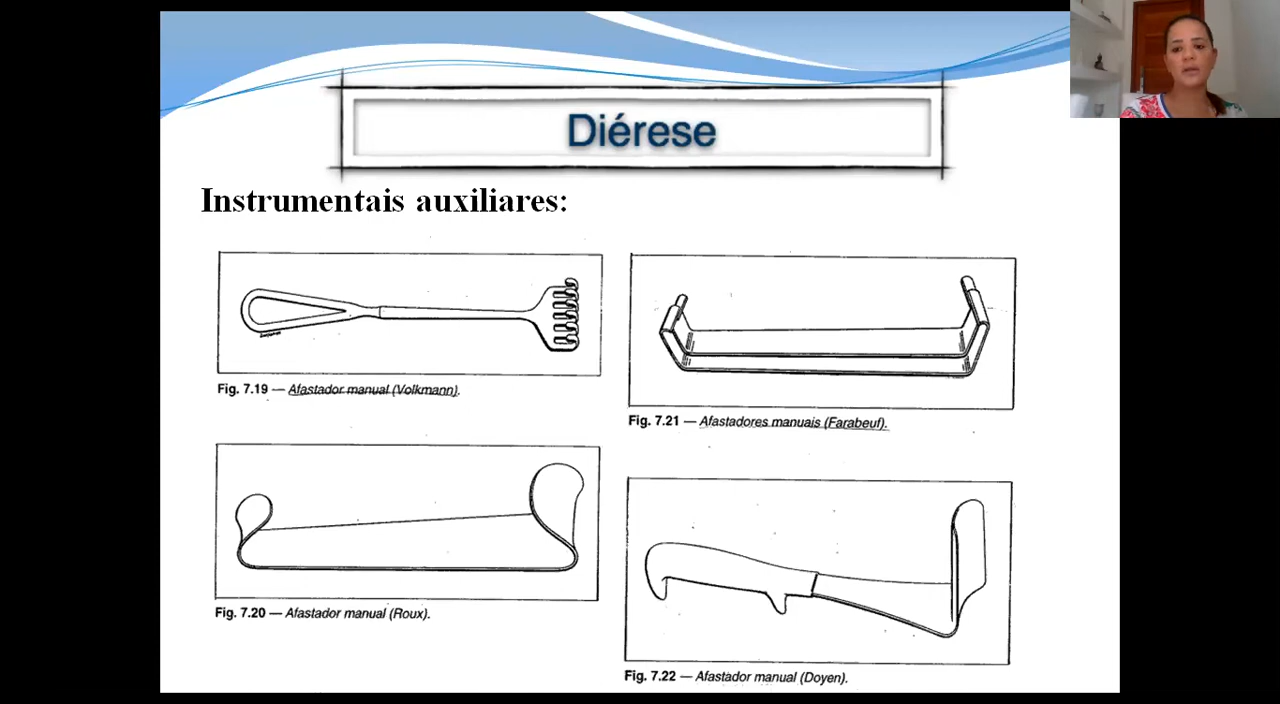 Diérese
Instrumentais auxiliares:
Fig. 7.19 — Afastador manual (Volkmann).
Fig. 7.21 — Afastadores manuais (Farabeuf).
Fig. 7.20 — Afastador manual (Roux).
Fig. 7.22 — Afastador manual (Doyen).